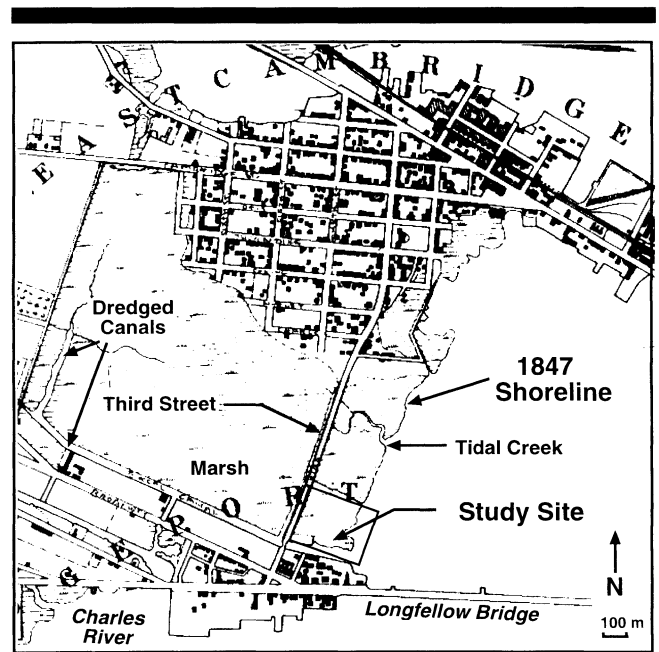 EAST CAMBRIDGE
Dredged Canals
Third Street
1847 Shoreline
Tidal Creek
Marsh
PORT
Study Site
N
100 m
Longfellow Bridge
Charles River